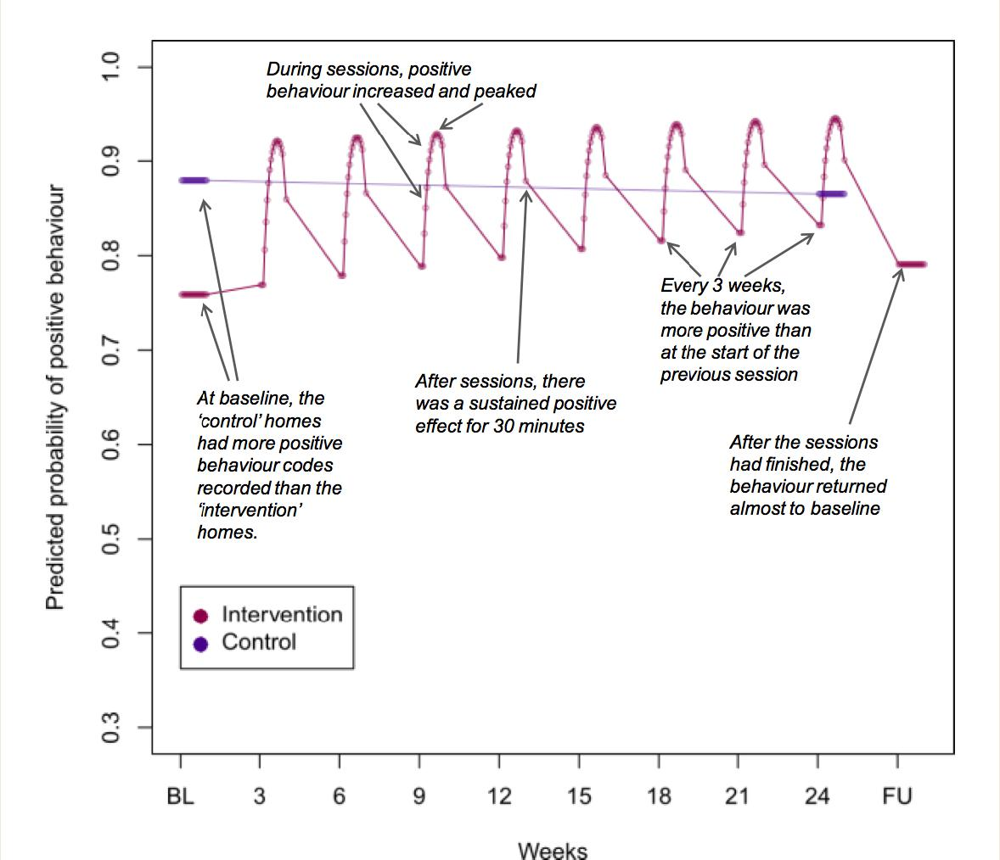 During sessions, positive
behaviour increased and peaked
Predicted probability of positive behaviour
1.0
0.9
0.8
0.7
0.6
0.5
0.4
0.3
Every 3 weeks,
the behaviour was
more positive than
at the start of the
previous session
After sessions, there
was a sustained positive
effect for 30 minutes
At baseline, the
‘control’ homes
had more positive
behaviour codes
recorded than the
‘intervention’
homes.
After the sessions
had finished, the
behaviour returned
almost to baseline
Intervention
Control
BL 3 6 9 12 15 18 21 24 FU
Weeks